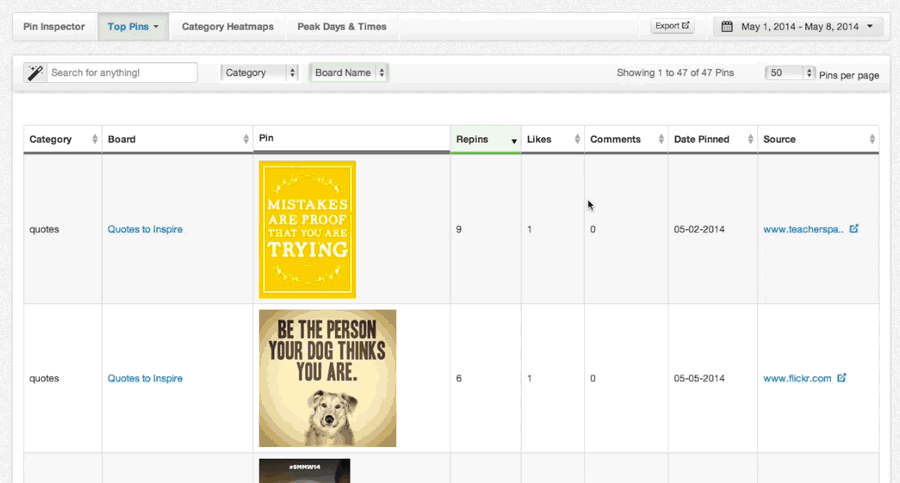 Pin Inspector Top Pins Category Heatmaps Peak Days & Times Export May 1, 2014 - May 8, 2014
Search for anything! Category Board Name Showing 1 to 47 of 47 Pins 50 Pins per page
Category Board Pin Repins Likes Comments Date Pinned Source
MISTAKES
ARE PROOF
THAT YOU ARE
TRYING
quotes Quotes to Inspire 9 1 0 05-02-2014 www.teacherspa..
BE THE PERSON
YOUR DOG THINKS
YOU ARE.
quotes Quotes to Inspire 6 1 0 05-05-2014 www.flickr.com
#SMMW14